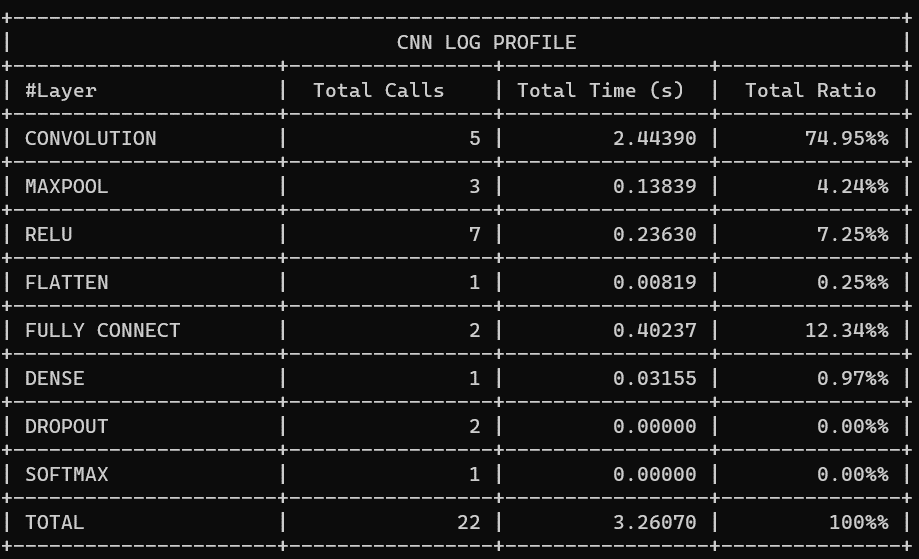 CNN LOG PROFILE
#Layer | Total Calls | Total Time (s) | Total Ratio
CONVOLUTION | 5 | 2.44390 | 74.95%%
MAXPOOL | 3 | 0.13839 | 4.24%%
RELU | 7 | 0.23630 | 7.25%%
FLATTEN | 1 | 0.00819 | 0.25%%
FULLY CONNECT | 2 | 0.40237 | 12.34%%
DENSE | 1 | 0.03155 | 0.97%%
DROPOUT | 2 | 0.00000 | 0.00%%
SOFTMAX | 1 | 0.00000 | 0.00%%
TOTAL | 22 | 3.26070 | 100%%